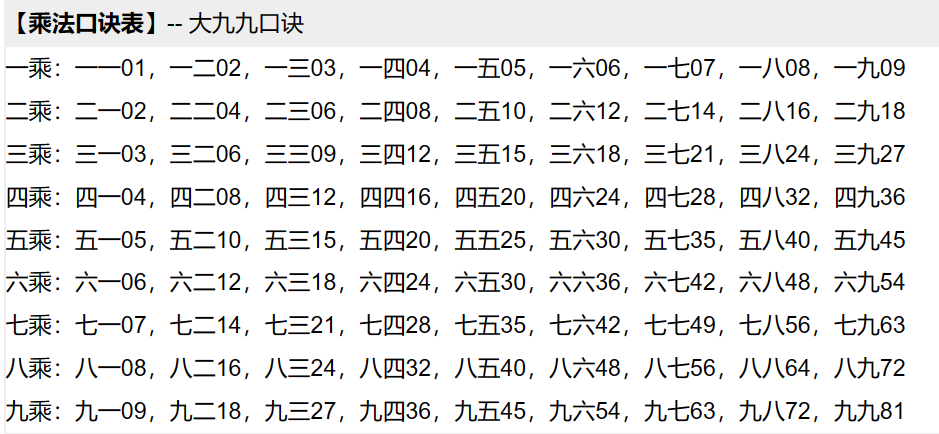 【乘法口诀表】-- 大九九口诀
一乘：一一01，一二02，一三03，一四04，一五05，一六06，一七07，一八08，一九09
二乘：二一02，二二04，二三06，二四08，二五10，二六12，二七14，二八16，二九18
三乘：三一03，三二06，三三09，三四12，三五15，三六18，三七21，三八24，三九27
四乘：四一04，四二08，四三12，四四16，四五20，四六24，四七28，四八32，四九36
五乘：五一05，五二10，五三15，五四20，五五25，五六30，五七35，五八40，五九45
六乘：六一06，六二12，六三18，六四24，六五30，六六36，六七42，六八48，六九54
七乘：七一07，七二14，七三21，七四28，七五35，七六42，七七49，七八56，七九63
八乘：八一08，八二16，八三24，八四32，八五40，八六48，八七56，八八64，八九72
九乘：九一09，九二18，九三27，九四36，九五45，九六54，九七63，九八72，九九81